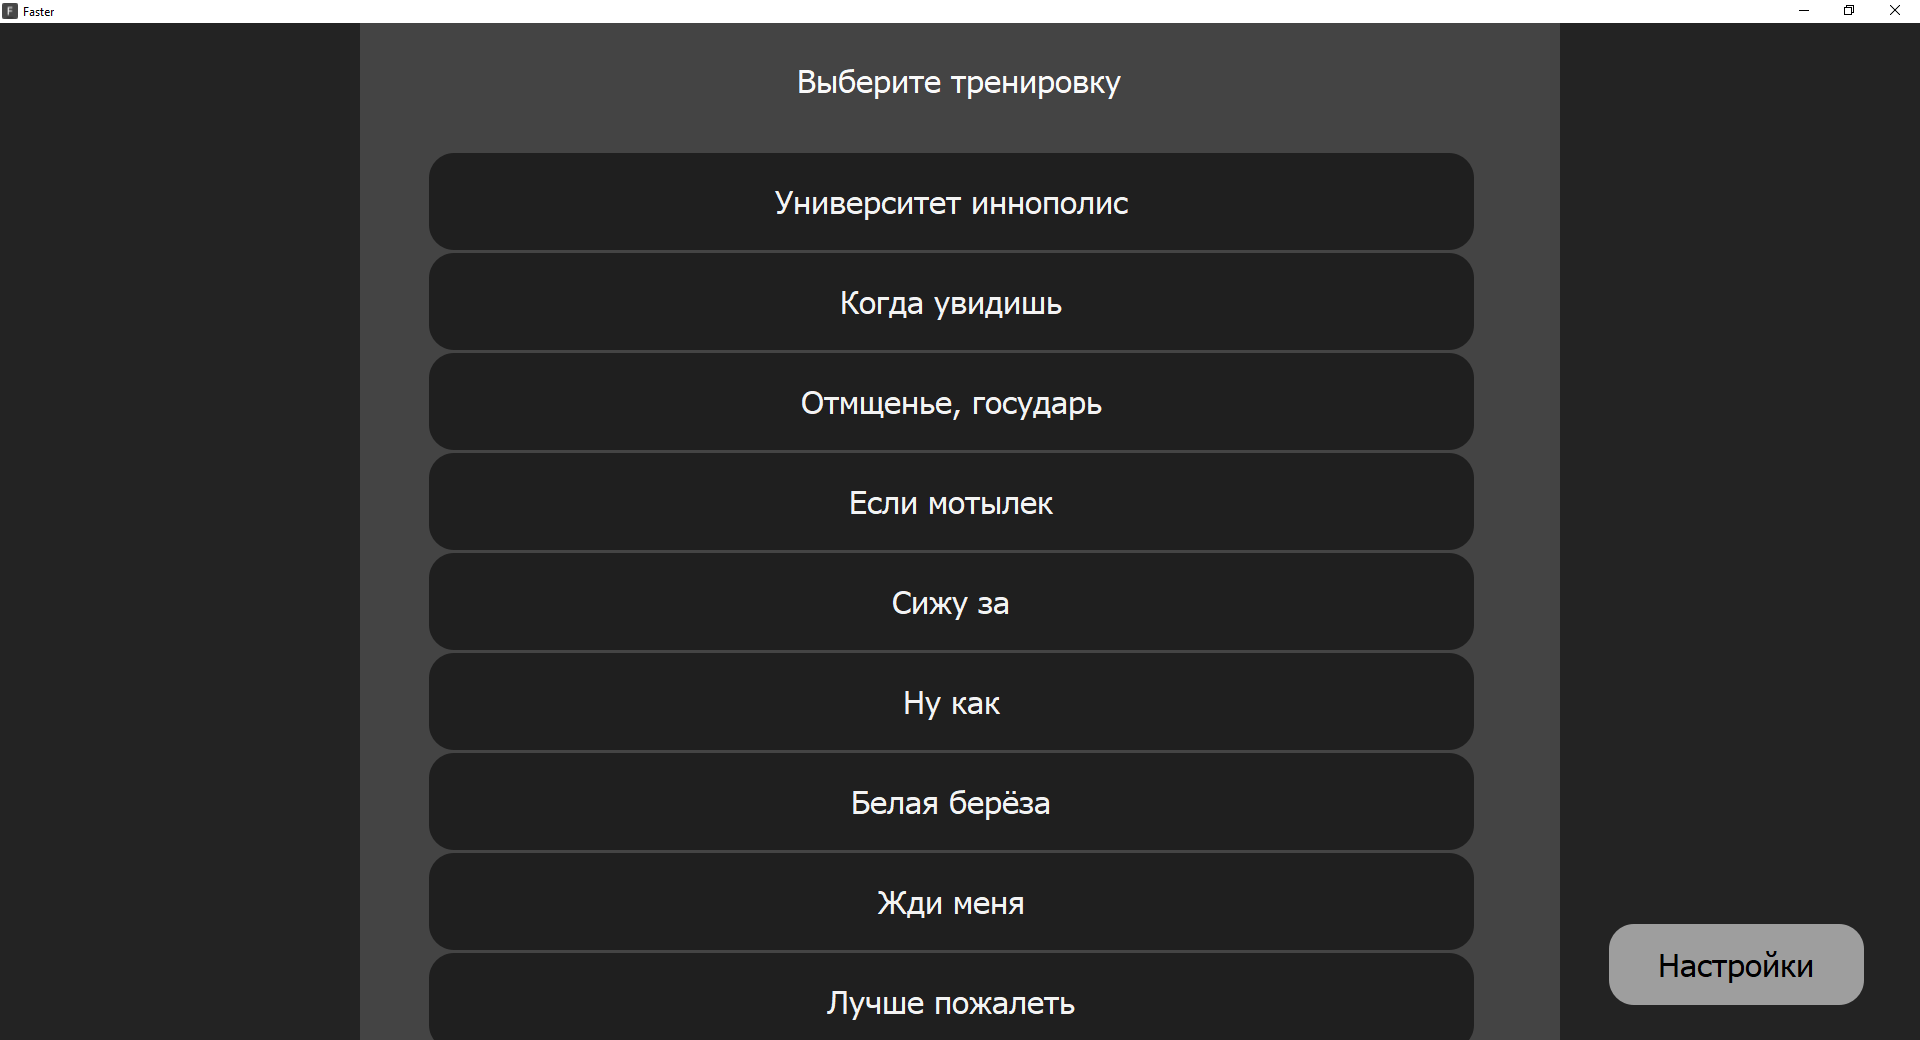 Faster
Выберите тренировку
Университет иннополис
Когда увидишь
Отмщенье, государь
Если мотылек
Сижу за
Ну как
Белая берёза
Жди меня
Лучше пожалеть
Настройки